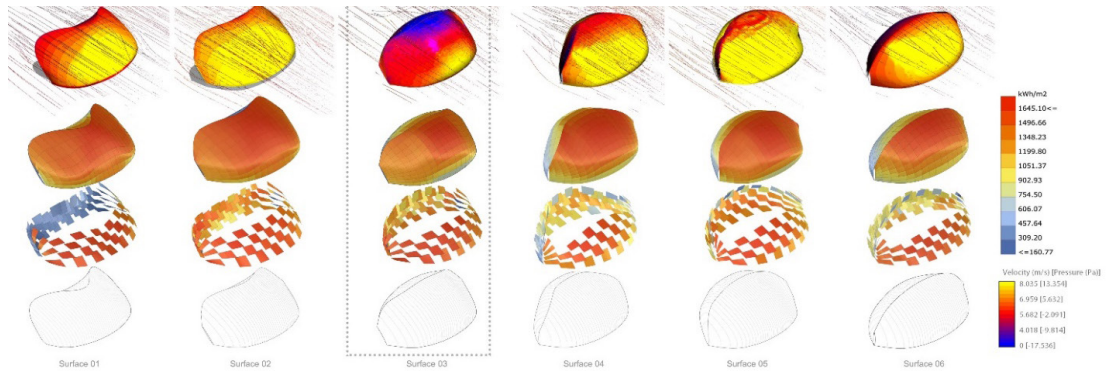 kWh/m2
1645.10<=
1496.66
1348.23
1199.80
1051.37
902.93
754.50
606.07
457.64
309.20
<=160.77
Velocity (m/s) [Pressure (Pa)]
8.035 [13.354]
6.959 [5.632]
5.682 [-2.091]
4.018 [-9.814]
0 [-17.536]
Surface 01
Surface 02
Surface 03
Surface 04
Surface 05
Surface 06